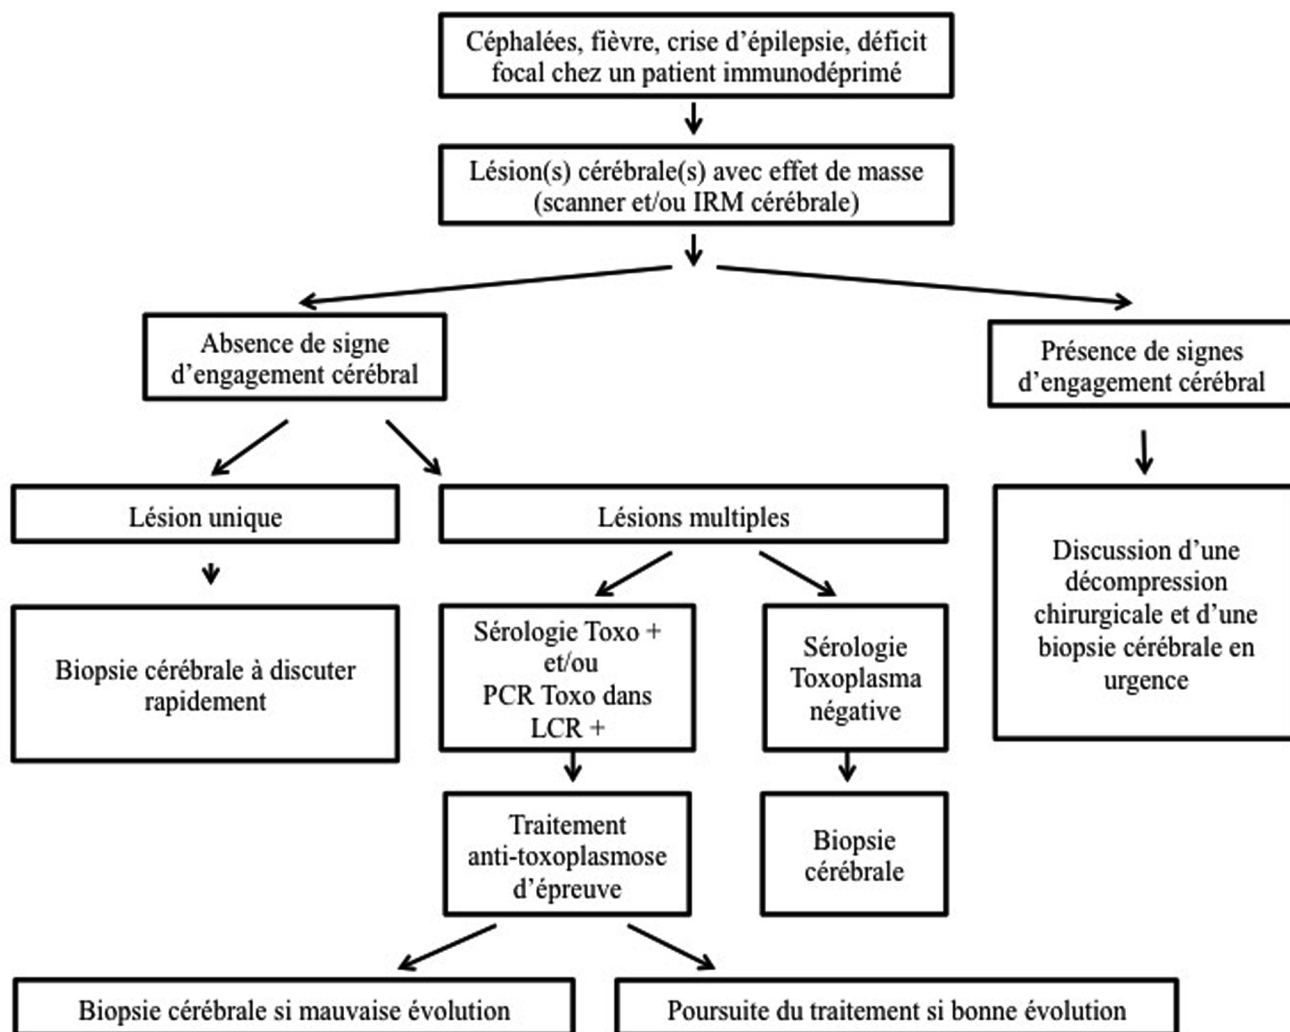 Céphalées, fièvre, crise d’épilepsie, déficit
focal chez un patient immunodéprimé
Lésion(s) cérébrale(s) avec effet de masse
(scanner et/ou IRM cérébrale)
Absence de signe
d’engagement cérébral
Présence de signes
d’engagement cérébral
Lésion unique
Lésions multiples
Biopsie cérébrale à discuter
rapidement
Sérologie Toxo +
et/ou
PCR Toxo dans
LCR +
Sérologie
Toxoplasma
négative
Discussion d’une
décompression
chirurgicale et d’une
biopsie cérébrale en
urgence
Traitement
anti-toxoplasmose
d’épreuve
Biopsie
cérébrale
Biopsie cérébrale si mauvaise évolution
Poursuite du traitement si bonne évolution